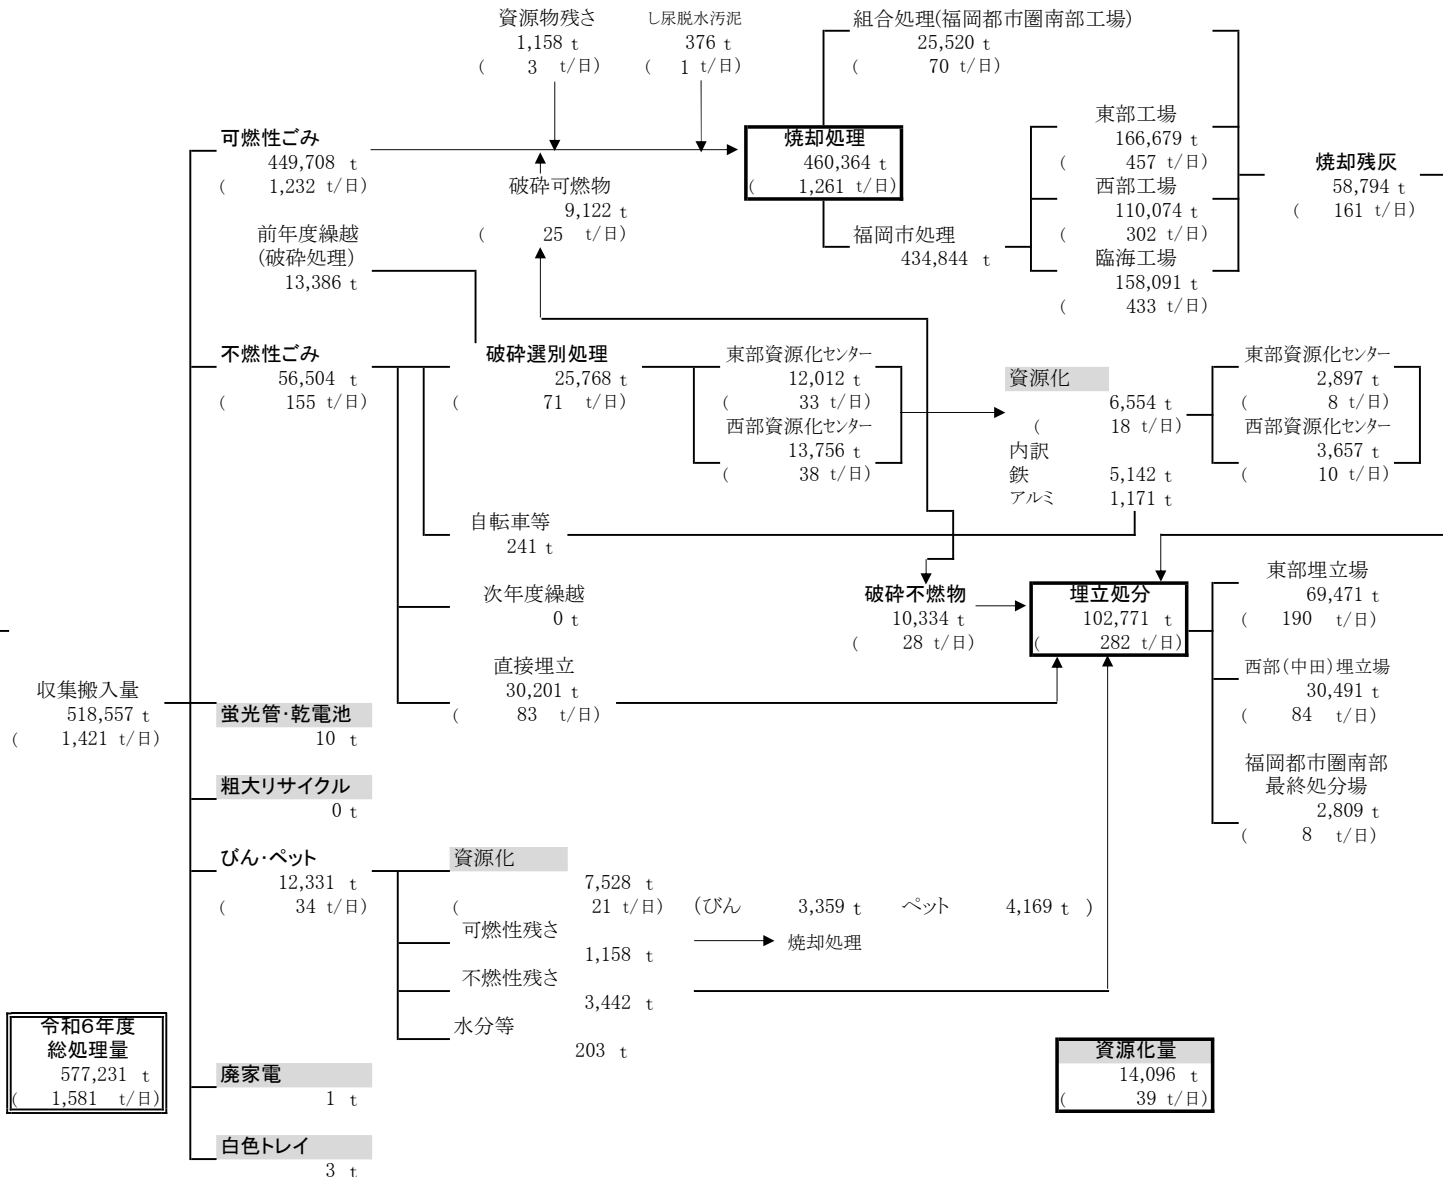 資源物残さ
1,158 t
( 3 t/日)
し尿脱水汚泥
376 t
( 1 t/日)
組合処理(福岡都市圏南部工場)
25,520 t
( 70 t/日)
可燃性ごみ
449,708 t
( 1,232 t/日)
破砕可燃物
9,122 t
( 25 t/日)
焼却処理
460,364 t
( 1,261 t/日)
福岡市処理
434,844 t
東部工場
166,679 t
( 457 t/日)
西部工場
110,074 t
( 302 t/日)
臨海工場
158,091 t
( 433 t/日)
焼却残灰
58,794 t
( 161 t/日)
前年度繰越
(破砕処理)
13,386 t
不燃性ごみ
56,504 t
( 155 t/日)
破砕選別処理
25,768 t
( 71 t/日)
東部資源化センター
12,012 t
( 33 t/日)
西部資源化センター
13,756 t
( 38 t/日)
資源化
6,554 t
( 18 t/日)
内訳
鉄 5,142 t
アルミ 1,171 t
東部資源化センター
2,897 t
( 8 t/日)
西部資源化センター
3,657 t
( 10 t/日)
自転車等
241 t
次年度繰越
0 t
直接埋立
30,201 t
( 83 t/日)
破砕不燃物
10,334 t
( 28 t/日)
埋立処分
102,771 t
( 282 t/日)
東部埋立場
69,471 t
( 190 t/日)
西部(中田)埋立場
30,491 t
( 84 t/日)
福岡都市圏南部
最終処分場
2,809 t
( 8 t/日)
収集搬入量
518,557 t
( 1,421 t/日)
蛍光管・乾電池
10 t
粗大リサイクル
0 t
びん・ペット
12,331 t
( 34 t/日)
資源化
7,528 t
( 21 t/日) (びん 3,359 t ペット 4,169 t )
可燃性残さ
1,158 t
焼却処理
不燃性残さ
3,442 t
水分等
203 t
令和6年度
総処理量
577,231 t
( 1,581 t/日)
廃家電
1 t
白色トレイ
3 t
資源化量
14,096 t
( 39 t/日)